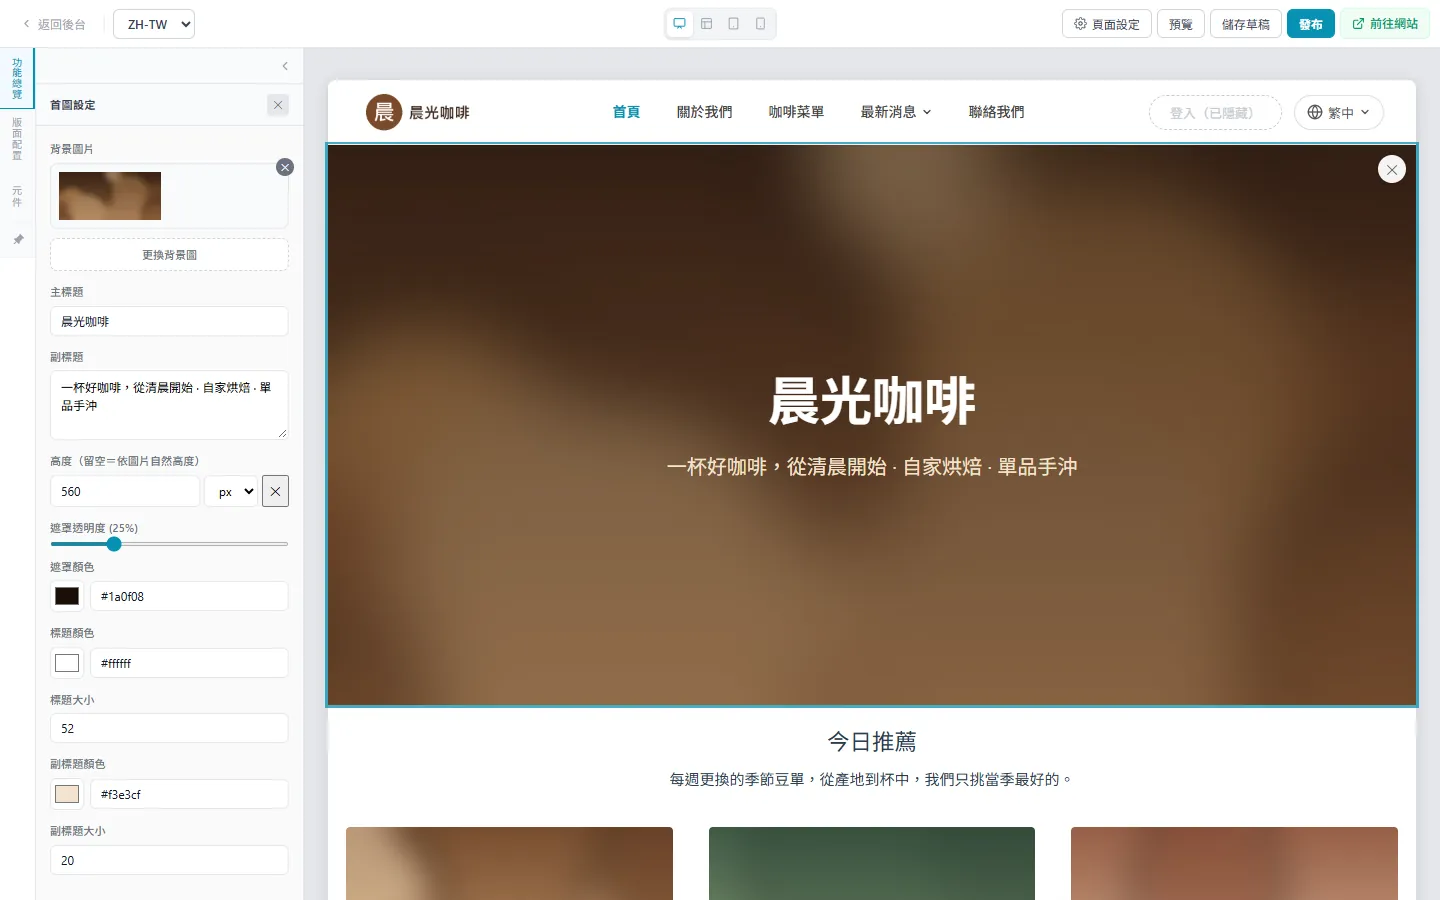 返回後台
ZH-TW
頁面設定
預覽
儲存草稿
發布
前往網站
功能總覽
版面配置
元件
首圖設定
背景圖片
更換背景圖
主標題
晨光咖啡
副標題
一杯好咖啡，從清晨開始 · 自家烘焙 · 單
品手沖
高度（留空＝依圖片自然高度）
560
px
遮罩透明度 (25%)
遮罩顏色
#1a0f08
標題顏色
#ffffff
標題大小
52
副標題顏色
#f3e3cf
副標題大小
20
晨 晨光咖啡
首頁
關於我們
咖啡菜單
最新消息
聯絡我們
登入（已隱藏）
繁中
晨光咖啡
一杯好咖啡，從清晨開始 · 自家烘焙 · 單品手沖
今日推薦
每週更換的季節豆單，從產地到杯中，我們只挑當季最好的。